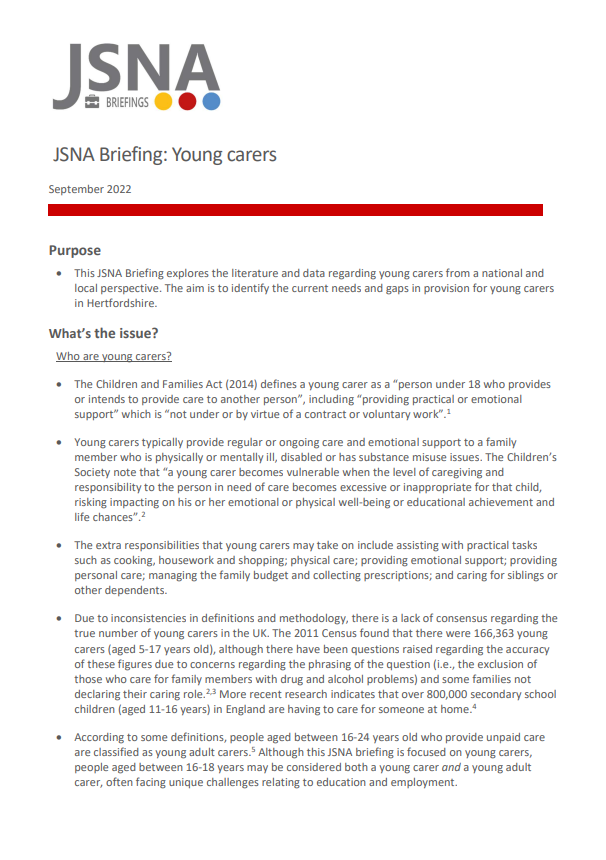 JSNA
BRIEFINGS
JSNA Briefing: Young carers
September 2022
Purpose
• This JSNA Briefing explores the literature and data regarding young carers from a national and
local perspective. The aim is to identify the current needs and gaps in provision for young carers
in Hertfordshire.
What's the issue?
Who are young carers?
• The Children and Families Act (2014) defines a young carer as a “person under 18 who provides
or intends to provide care to another person”, including “providing practical or emotional
support” which is “not under or by virtue of a contract or voluntary work”.1
• Young carers typically provide regular or ongoing care and emotional support to a family
member who is physically or mentally ill, disabled or has substance misuse issues. The Children’s
Society note that “a young carer becomes vulnerable when the level of caregiving and
responsibility to the person in need of care becomes excessive or inappropriate for that child,
risking impacting on his or her emotional or physical well-being or educational achievement and
life chances”.2
• The extra responsibilities that young carers may take on include assisting with practical tasks
such as cooking, housework and shopping; physical care; providing emotional support; providing
personal care; managing the family budget and collecting prescriptions; and caring for siblings or
other dependents.
• Due to inconsistencies in definitions and methodology, there is a lack of consensus regarding the
true number of young carers in the UK. The 2011 Census found that there were 166,363 young
carers (aged 5-17 years old), although there have been questions raised regarding the accuracy
of these figures due to concerns regarding the phrasing of the question (i.e., the exclusion of
those who care for family members with drug and alcohol problems) and some families not
declaring their caring role.2,3 More recent research indicates that over 800,000 secondary school
children (aged 11-16 years) in England are having to care for someone at home.4
• According to some definitions, people aged between 16-24 years old who provide unpaid care
are classified as young adult carers.5 Although this JSNA briefing is focused on young carers,
people aged between 16-18 years may be considered both a young carer and a young adult
carer, often facing unique challenges relating to education and employment.